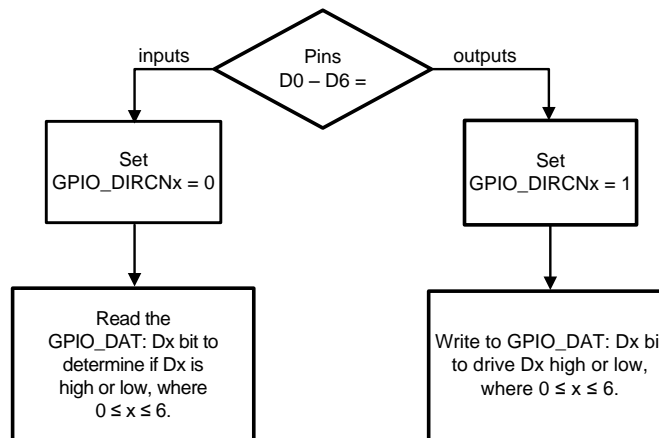 inputs
Pins
D0 – D6 =
outputs
Set
GPIO_DIRCNx = 0
Set
GPIO_DIRCNx = 1
Read the
GPIO_DAT: Dx bit to
determine if Dx is
high or low, where
0 ≤ x ≤ 6.
Write to GPIO_DAT: Dx bi
to drive Dx high or low,
where 0 ≤ x ≤ 6.